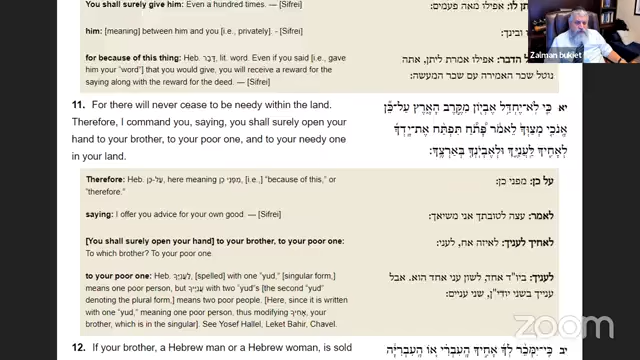 You shall surely give him: Even a hundred times. — [Sifrei]
תן לו: אפילו מאה פעמים:
him: [meaning] between him and you [i.e., privately]. - [Sifrei]
ובינך:
for because of this thing: Heb. דָּבָר, lit. word. Even if you said [i.e., gave
him your "word"] that you would give, you will receive a reward for the
saying along with the reward for the deed. — [Sifrei]
הדבר: אפילו אמרת ליתן, אתה
נוטל שכר האמירה עם שכר המעשה:
11. For there will never cease to be needy within the land.
Therefore, I command you, saying, you shall surely open your
hand to your brother, to your poor one, and to your needy one
in your land.
יא כִּי לֹא־יֶחְדַּל אֶבְיוֹן מִקֶּרֶב הָאָרֶץ עַל־כֵּן
אָנֹכִי מְצַוְּךָ לֵאמֹר פָּתֹחַ תִּפְתַּח אֶת־יָדְךָ
לְאָחִיךָ לַעֲנִיֶּךָ וּלְאֶבְיֹנְךָ בְּאַרְצֶךָ:
Therefore: Heb. עַל-כֵּן, here meaning מִפְּנֵי כֵן, [i.e.,] "because of this," or
"therefore."
על כן: מפני כן:
saying: I offer you advice for your own good. — [Sifrei]
לאמר: עצה לטובתך אני משיאך:
[You shall surely open your hand] to your brother, to your poor one:
To which brother? To your poor one.
לאחיך לעניך: לאיזה אח, לעני:
to your poor one: Heb. לַעֲנִיֶּךָ, [spelled] with one "yud," [singular form,]
means one poor person, but עֲנִיֶּיךָ with two "yud"s [the second "yud"
denoting the plural form,] means two poor people. [Here, since it is written
with one "yud," meaning one poor person, thus modifying אָחִיךָ, your
brother, which is in the singular]. See Yosef Hallel, Leket Bahir, Chavel.
לעניך: ביו"ד אחד, לשון עני אחד הוא. אבל
ענייך בשני יודי"ן, שני עניים:
12. If your brother, a Hebrew man or a Hebrew woman, is sold
יב כִּי־יִמָּכֵר לְךָ אָחִיךָ הָעִבְרִי אוֹ הָעִבְרִיָּה
Zalman bukiet
zoom